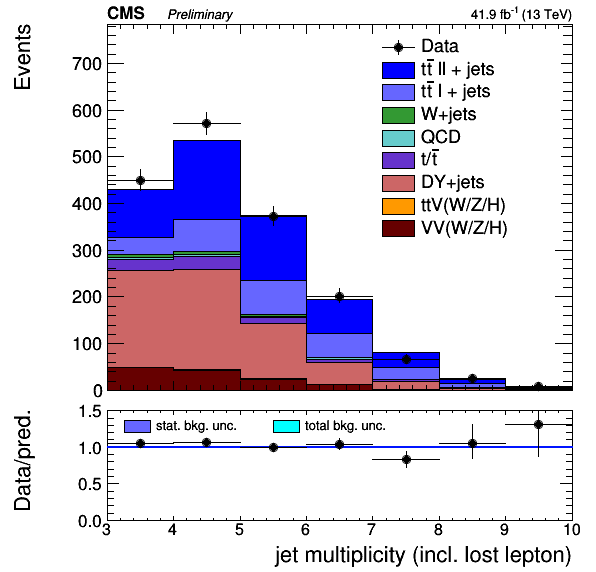 CMS Preliminary 41.9 fb⁻¹ (13 TeV)
Events
700
600
500
400
300
200
100
0
Data
tt̄ ll + jets
tt̄ l + jets
W+jets
QCD
t/t̄
DY+jets
ttV(W/Z/H)
VV(W/Z/H)
Data/pred.
1.5
1.0
0.5
0.0
stat. bkg. unc. total bkg. unc.
3 4 5 6 7 8 9 10
jet multiplicity (incl. lost lepton)